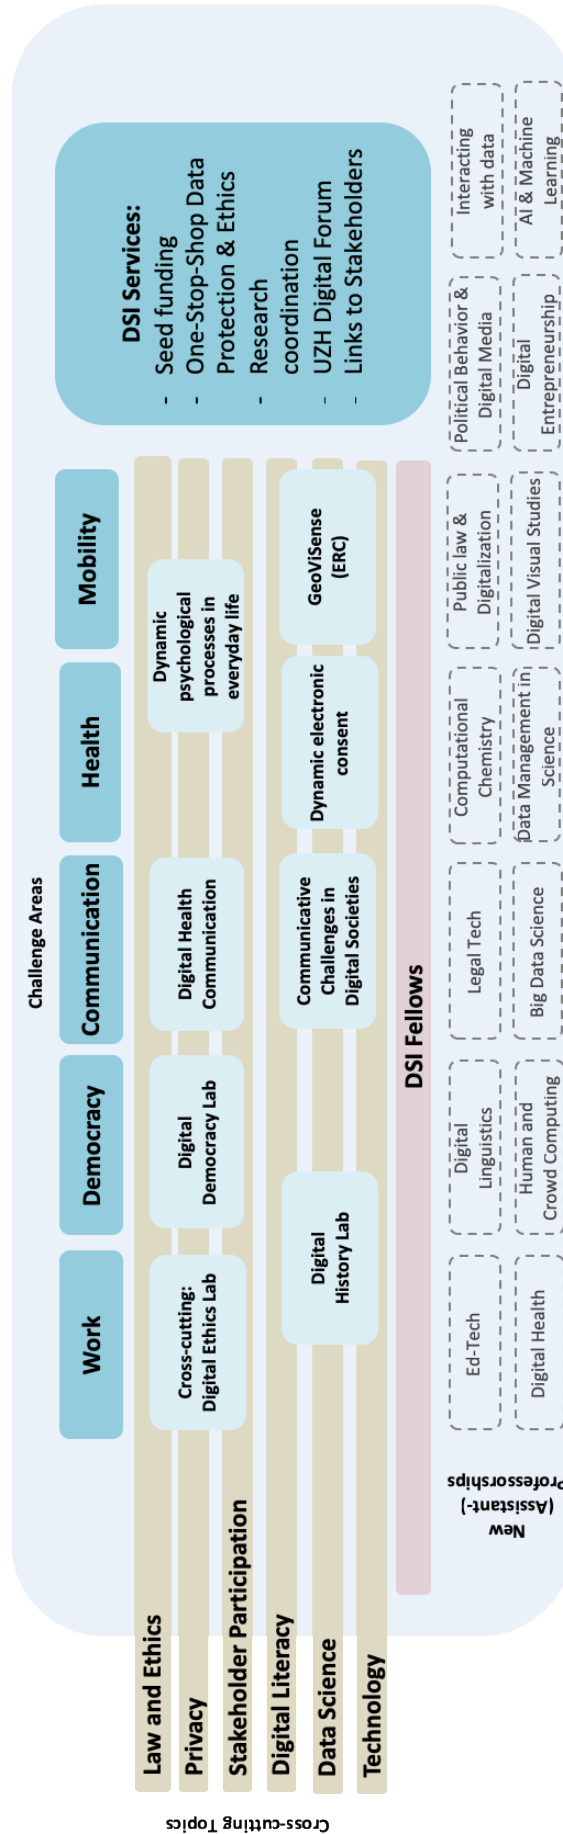 Challenge Areas
Work
Democracy
Communication
Health
Mobility
DSI Services:
- Seed funding
- One-Stop-Shop Data
Protection & Ethics
- Research
coordination
- UZH Digital Forum
- Links to Stakeholders
Cross-cutting Topics
Law and Ethics
Privacy
Stakeholder Participation
Digital Literacy
Data Science
Technology
Cross-cutting:
Digital Ethics Lab
Digital
Democracy Lab
Digital Health
Communication
Dynamic
psychological
processes in
everyday life
Digital
History Lab
Communicative
Challenges in
Digital Societies
Dynamic electronic
consent
GeoViSense
(ERC)
DSI Fellows
New
(Assistant-)
Professorships
Ed-Tech
Digital
Linguistics
Legal Tech
Computational
Chemistry
Public law &
Digitalization
Political Behavior &
Digital Media
Interacting
with data
Digital Health
Human and
Crowd Computing
Big Data Science
Data Management in
Science
Digital Visual Studies
Digital
Entrepreneurship
AI & Machine
Learning